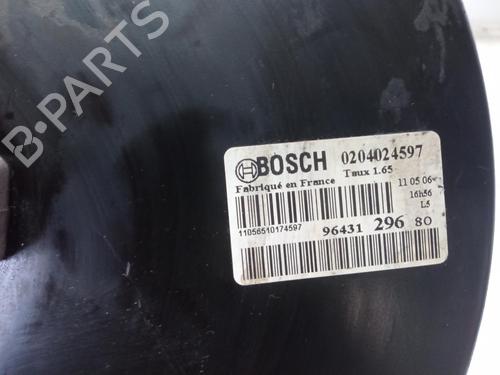 B-PARTS
BOSCH 0204024597
Fabriqué en France Taux 1.65
11 05 06
16h56
L5
11056510174597
96431 296 80